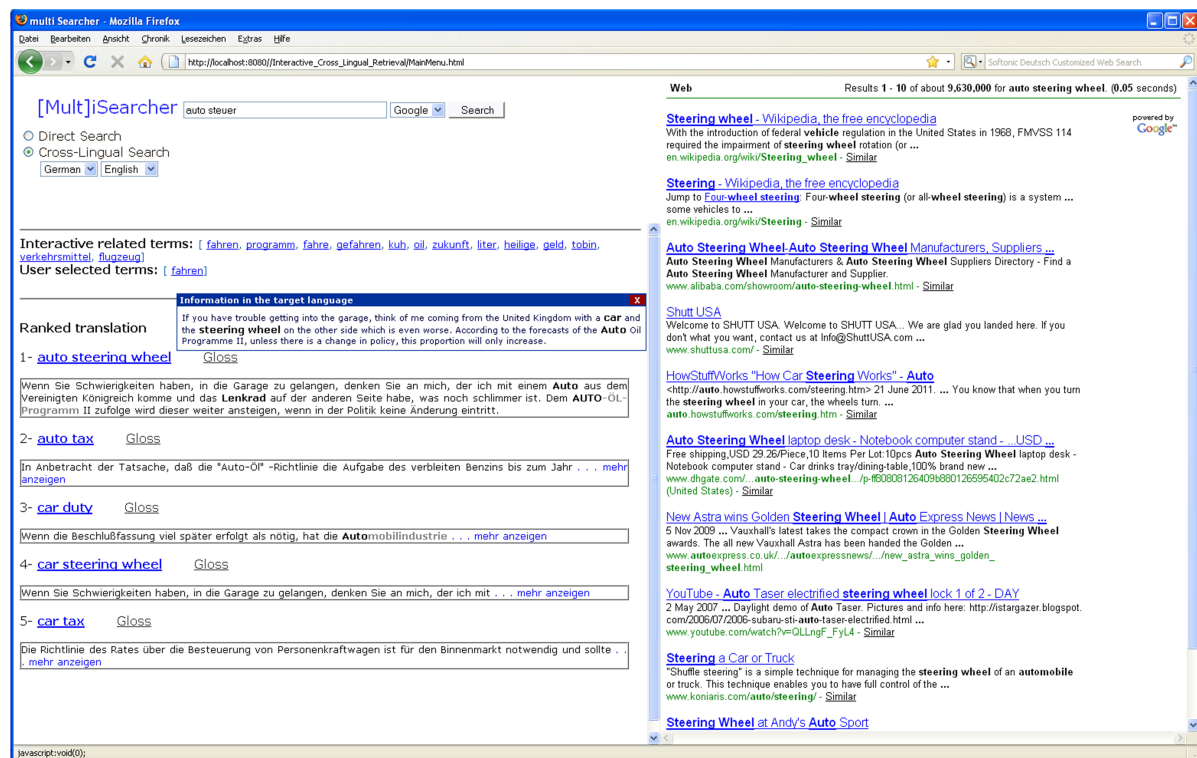 multi Searcher - Mozilla Firefox
Datei Bearbeiten Ansicht Chronik Lesezeichen Extras Hilfe
http://localhost:8080//Interactive_Cross_Lingual_Retrieval/MainMenu.html
Softonic Deutsch Customized Web Search
[Mult]iSearcher auto steuer Google Search
Direct Search
Cross-Lingual Search
German English
Interactive related terms: [ fahren, programm, fahre, gefahren, kuh, oil, zukunft, liter, heilige, geld, tobin,
verkehrsmittel, flugzeug]
User selected terms: [ fahren]
Information in the target language X
If you have trouble getting into the garage, think of me coming from the United Kingdom with a car and
the steering wheel on the other side which is even worse. According to the forecasts of the Auto Oil
Programme II, unless there is a change in policy, this proportion will only increase.
Ranked translation
1- auto steering wheel Gloss
Wenn Sie Schwierigkeiten haben, in die Garage zu gelangen, denken Sie an mich, der ich mit einem Auto aus dem
Vereinigten Königreich komme und das Lenkrad auf der anderen Seite habe, was noch schlimmer ist. Dem AUTO-ÖL-
Programm II zufolge wird dieser weiter ansteigen, wenn in der Politik keine Änderung eintritt.
2- auto tax Gloss
In Anbetracht der Tatsache, daß die "Auto-Öl" -Richtlinie die Aufgabe des verbleiten Benzins bis zum Jahr . . . mehr
anzeigen
3- car duty Gloss
Wenn die Beschlußfassung viel später erfolgt als nötig, hat die Automobilindustrie . . . mehr anzeigen
4- car steering wheel Gloss
Wenn Sie Schwierigkeiten haben, in die Garage zu gelangen, denken Sie an mich, der ich mit . . . mehr anzeigen
5- car tax Gloss
Die Richtlinie des Rates über die Besteuerung von Personenkraftwagen ist für den Binnenmarkt notwendig und sollte . .
. mehr anzeigen
Web Results 1 - 10 of about 9,630,000 for auto steering wheel. (0.05 seconds)
powered by
Google™
Steering wheel - Wikipedia, the free encyclopedia
With the introduction of federal vehicle regulation in the United States in 1968, FMVSS 114
required the impairment of steering wheel rotation (or ...
en.wikipedia.org/wiki/Steering_wheel - Similar
Steering - Wikipedia, the free encyclopedia
Jump to Four-wheel steering: Four-wheel steering (or all-wheel steering) is a system ...
some vehicles to ...
en.wikipedia.org/wiki/Steering - Similar
Auto Steering Wheel-Auto Steering Wheel Manufacturers, Suppliers ...
Auto Steering Wheel Manufacturers & Auto Steering Wheel Suppliers Directory - Find a
Auto Steering Wheel Manufacturer and Supplier.
www.alibaba.com/showroom/auto-steering-wheel.html - Similar
Shutt USA
Welcome to SHUTT USA. Welcome to SHUTT USA... We are glad you landed here. If you
don't what you want, contact us at Info@ShuttUSA.com ...
www.shuttusa.com/ - Similar
HowStuffWorks "How Car Steering Works" - Auto
<http://auto.howstuffworks.com/steering.htm> 21 June 2011. ... You know that when you turn
the steering wheel in your car, the wheels turn. ...
auto.howstuffworks.com/steering.htm - Similar
Auto Steering Wheel laptop desk - Notebook computer stand - ...USD ...
Free shipping,USD 29.26/Piece,10 Items Per Lot:10pcs Auto Steering Wheel laptop desk -
Notebook computer stand - Car drinks tray/dining-table,100% brand new ...
www.dhgate.com/...auto-steering-wheel.../p-ff80808126409b880126595402c72ae2.html
(United States) - Similar
New Astra wins Golden Steering Wheel | Auto Express News | News ...
5 Nov 2009 ... Vauxhall's latest takes the compact crown in the Golden Steering Wheel
awards. The all new Vauxhall Astra has been handed the Golden ...
www.autoexpress.co.uk/.../autoexpressnews/.../new_astra_wins_golden_
steering_wheel.html
YouTube - Auto Taser electrified steering wheel lock 1 of 2 - DAY
2 May 2007 ... Daylight demo of Auto Taser. Pictures and info here: http://istargazer.blogspot.
com/2006/07/2006-subaru-sti-auto-taser-electrified.html ...
www.youtube.com/watch?v=QLLngF_FyL4 - Similar
Steering a Car or Truck
"Shuffle steering" is a simple technique for managing the steering wheel of an automobile
or truck. This technique enables you to have full control of the ...
www.koniaris.com/auto/steering/ - Similar
Steering Wheel at Andy's Auto Sport
javascript:void(0);